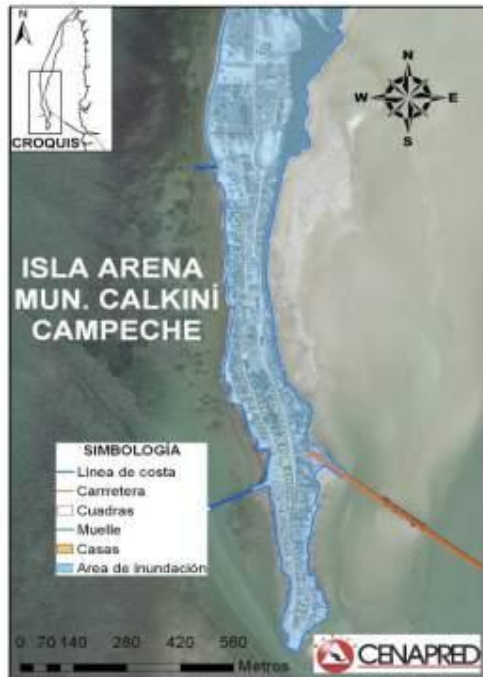 N
CROQUIS
N
W E
S
ISLA ARENA
MUN. CALKINÍ
CAMPECHE
SIMBOLOGÍA
Linea de costa
Carrretera
Cuadras
Muelle
Casas
Area de inundación
0 70 140 280 420 560
Metros
CENAPRED